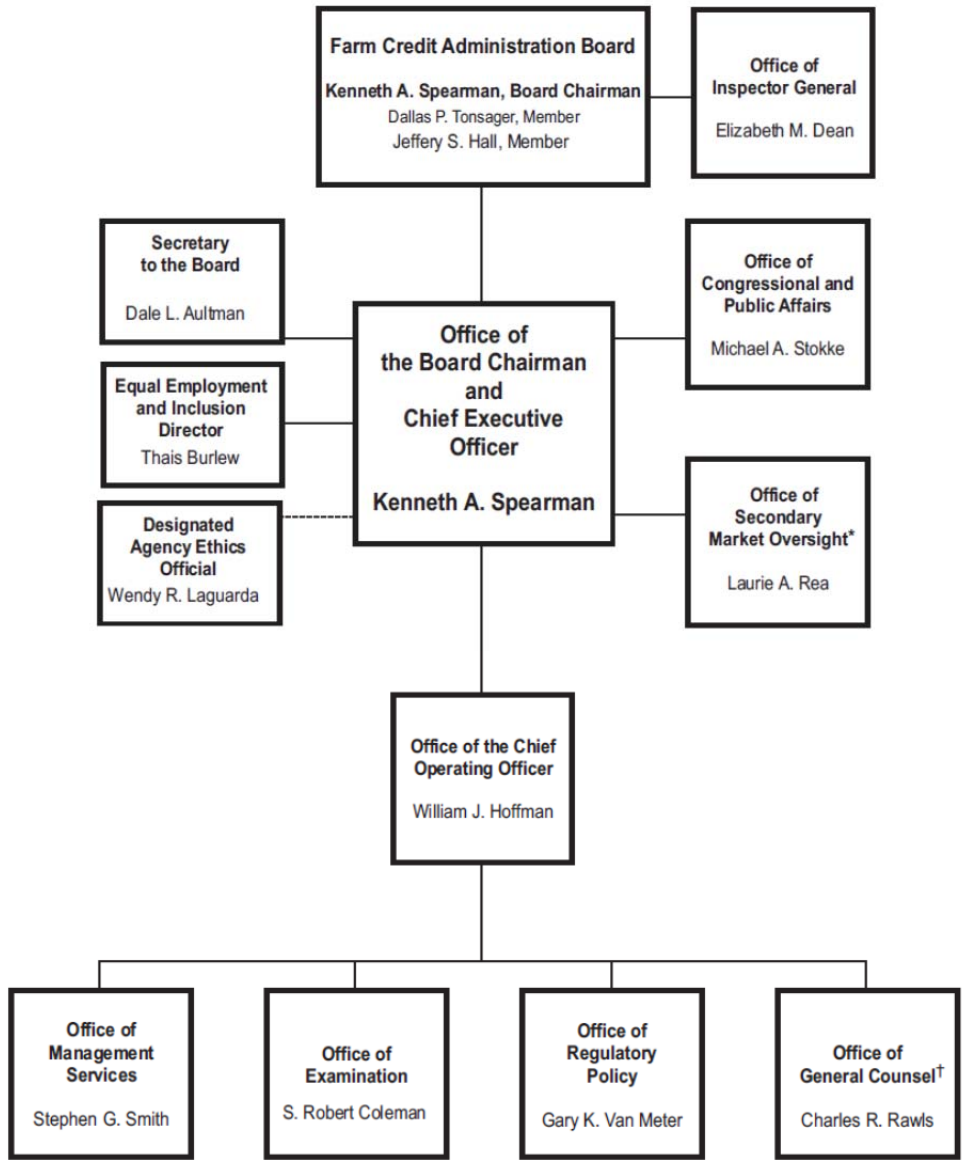 Farm Credit Administration Board
Kenneth A. Spearman, Board Chairman
Dallas P. Tonsager, Member
Jeffery S. Hall, Member
Office of
Inspector General
Elizabeth M. Dean
Secretary
to the Board
Dale L. Aultman
Office of
Congressional and
Public Affairs
Michael A. Stokke
Office of
the Board Chairman
and
Chief Executive
Officer
Kenneth A. Spearman
Equal Employment
and Inclusion
Director
Thais Burlew
Designated
Agency Ethics
Official
Wendy R. Laguarda
Office of
Secondary
Market Oversight*
Laurie A. Rea
Office of the Chief
Operating Officer
William J. Hoffman
Office of
Management
Services
Stephen G. Smith
Office of
Examination
S. Robert Coleman
Office of
Regulatory
Policy
Gary K. Van Meter
Office of
General Counsel†
Charles R. Rawls